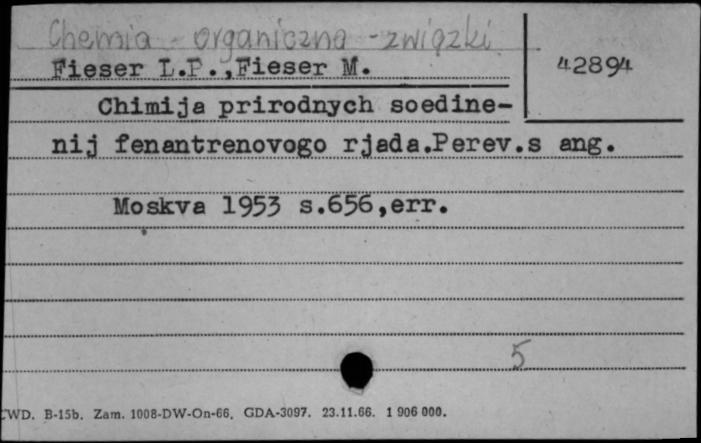 Chemia - organiczna - związki
Fieser L.F.,Fieser M.
42894
Chimija prirodnych soedine-
nij fenantrenovogo rjada.Perev.s ang.
Moskva 1953 s.656,err.
5
CWD. B-15b. Zam. 1008-DW-On-66. GDA-3097. 23.11.66. 1 906 000.